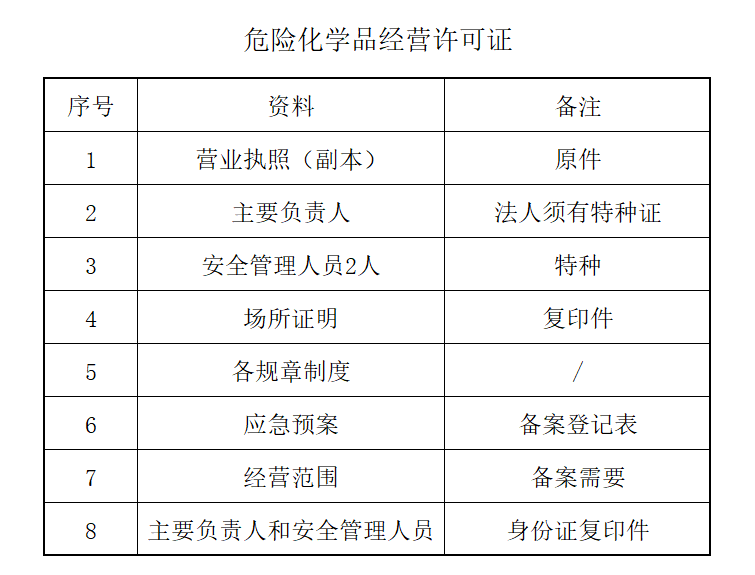 危险化学品经营许可证
序号 资料 备注
1 营业执照（副本） 原件
2 主要负责人 法人须有特种证
3 安全管理人员2人 特种
4 场所证明 复印件
5 各规章制度 /
6 应急预案 备案登记表
7 经营范围 备案需要
8 主要负责人和安全管理人员 身份证复印件